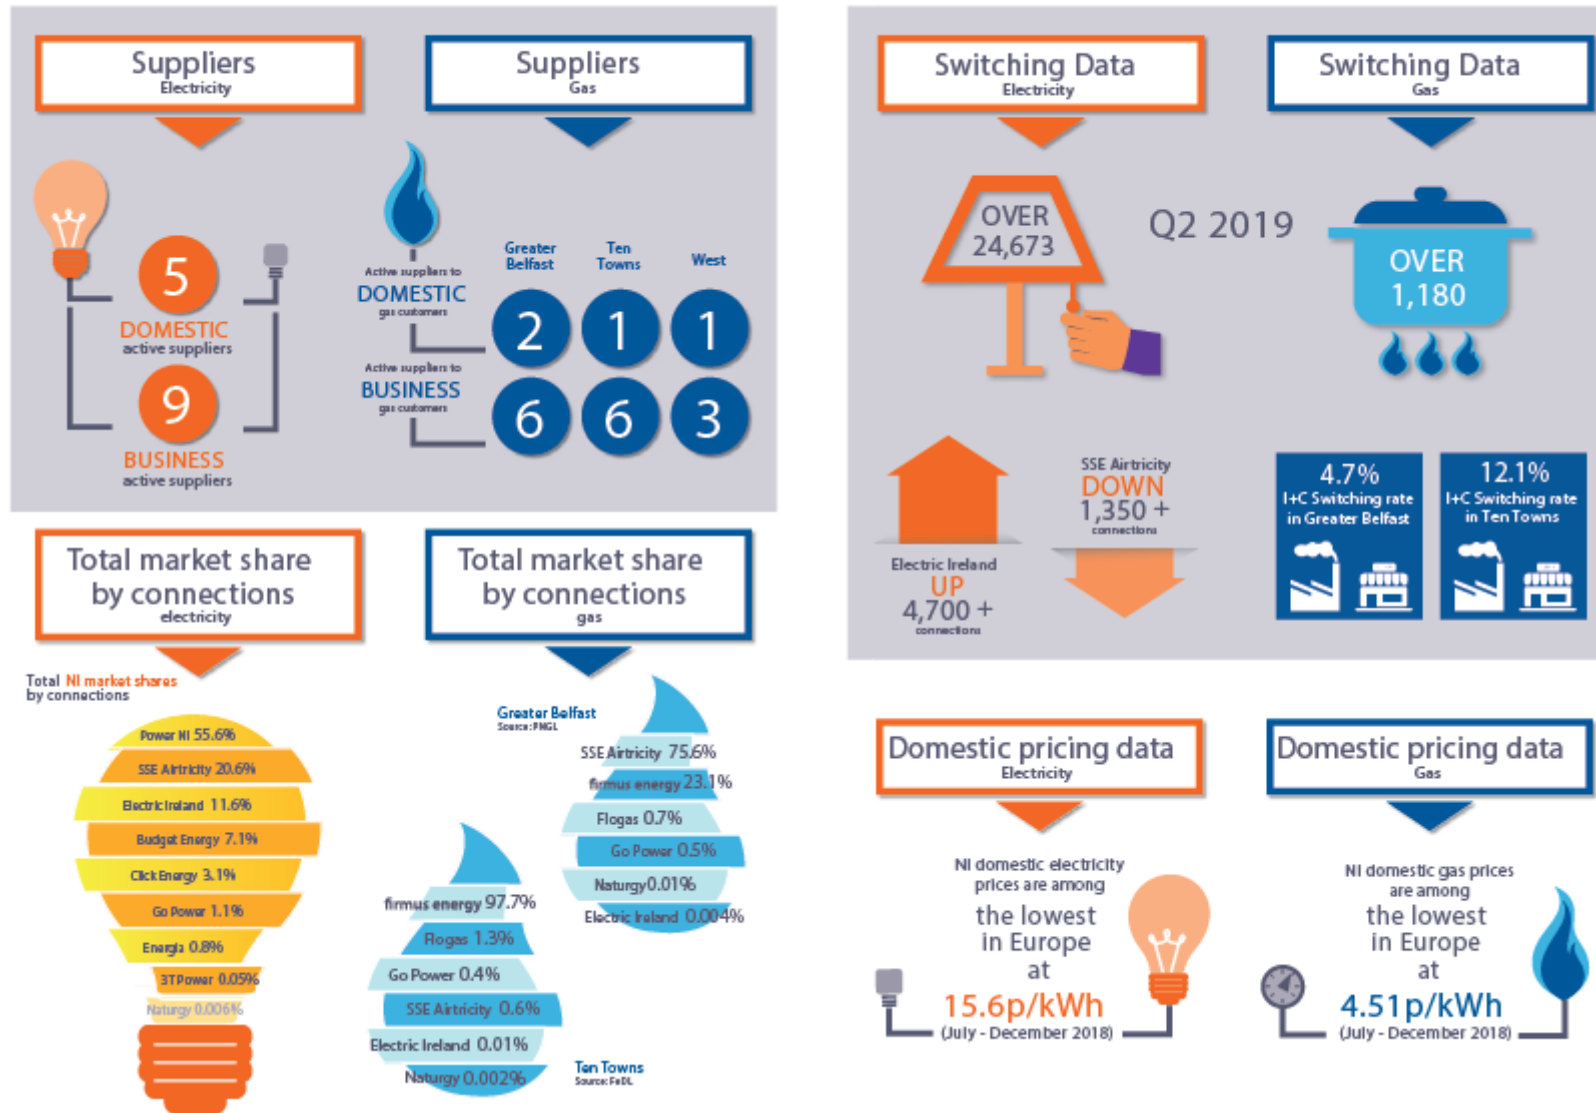 Suppliers
Electricity
Suppliers
Gas
5
DOMESTIC
active suppliers
9
BUSINESS
active suppliers
Greater
Belfast
Ten
Towns
West
Active suppliers to
DOMESTIC
gas customers
2 1 1
Active suppliers to
BUSINESS
gas customers
6 6 3
Total market share
by connections
electricity
Total market share
by connections
gas
Total NI market shares
by connections
Power NI 55.6%
SSE Airtricity 20.6%
Electric Ireland 11.6%
Budget Energy 7.1%
Click Energy 3.1%
Go Power 1.1%
Energia 0.8%
3TPower 0.05%
Naturgy 0.006%
Greater Belfast
Source: PNGL
SSE Airtricity 75.6%
firmus energy 23.1%
Flogas 0.7%
Go Power 0.5%
Naturgy 0.01%
Electric Ireland 0.004%
firmus energy 97.7%
Flogas 1.3%
Go Power 0.4%
SSE Airtricity 0.6%
Electric Ireland 0.01%
Naturgy 0.002%
Ten Towns
Source: FeDL
Switching Data
Electricity
Switching Data
Gas
OVER
24,673
Q2 2019
OVER
1,180
Electric Ireland
UP
4,700 +
connections
SSE Airtricity
DOWN
1,350 +
connections
4.7%
I+C Switching rate
in Greater Belfast
12.1%
I+C Switching rate
in Ten Towns
Domestic pricing data
Electricity
Domestic pricing data
Gas
NI domestic electricity
prices are among
the lowest
in Europe
at
15.6p/kWh
(July - December 2018)
NI domestic gas prices
are among
the lowest
in Europe
at
4.51p/kWh
(July - December 2018)